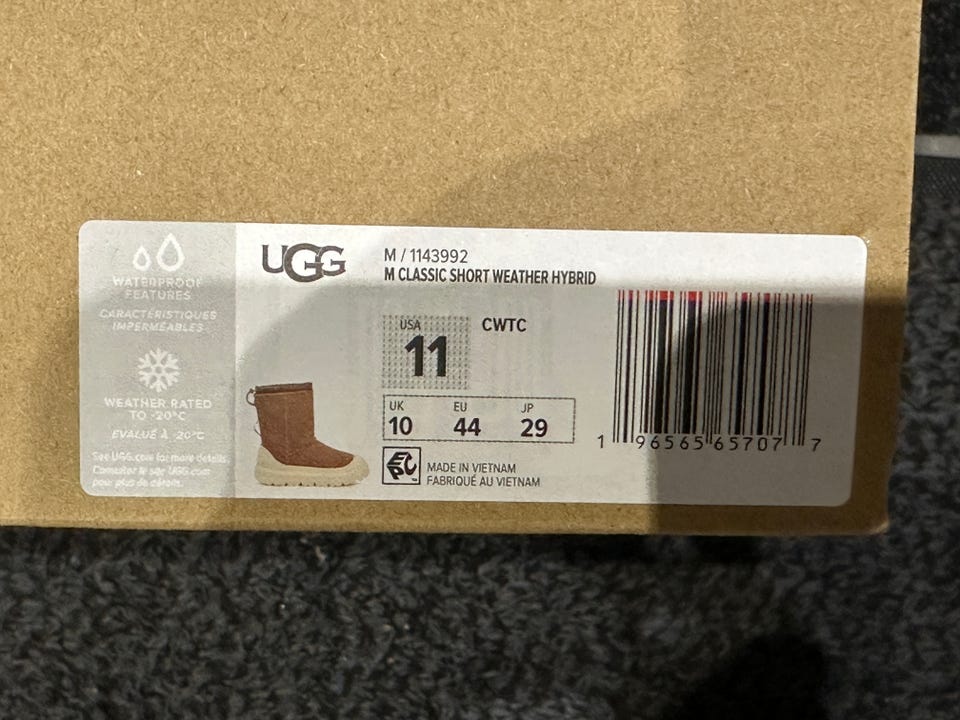 WATERPROOF
FEATURES
CARACTÉRISTIQUES
IMPERMÉABLES
WEATHER RATED
TO -20°C
EVALUÉ À -20°C
See UGG.com for more details.
Consulter le site UGG.com
pour plus de détails.
UGG
M / 1143992
M CLASSIC SHORT WEATHER HYBRID
USA
11
CWTC
UK EU JP
10 44 29
EPC
MADE IN VIETNAM
FABRIQUÉ AU VIETNAM
1 96565 65707 7